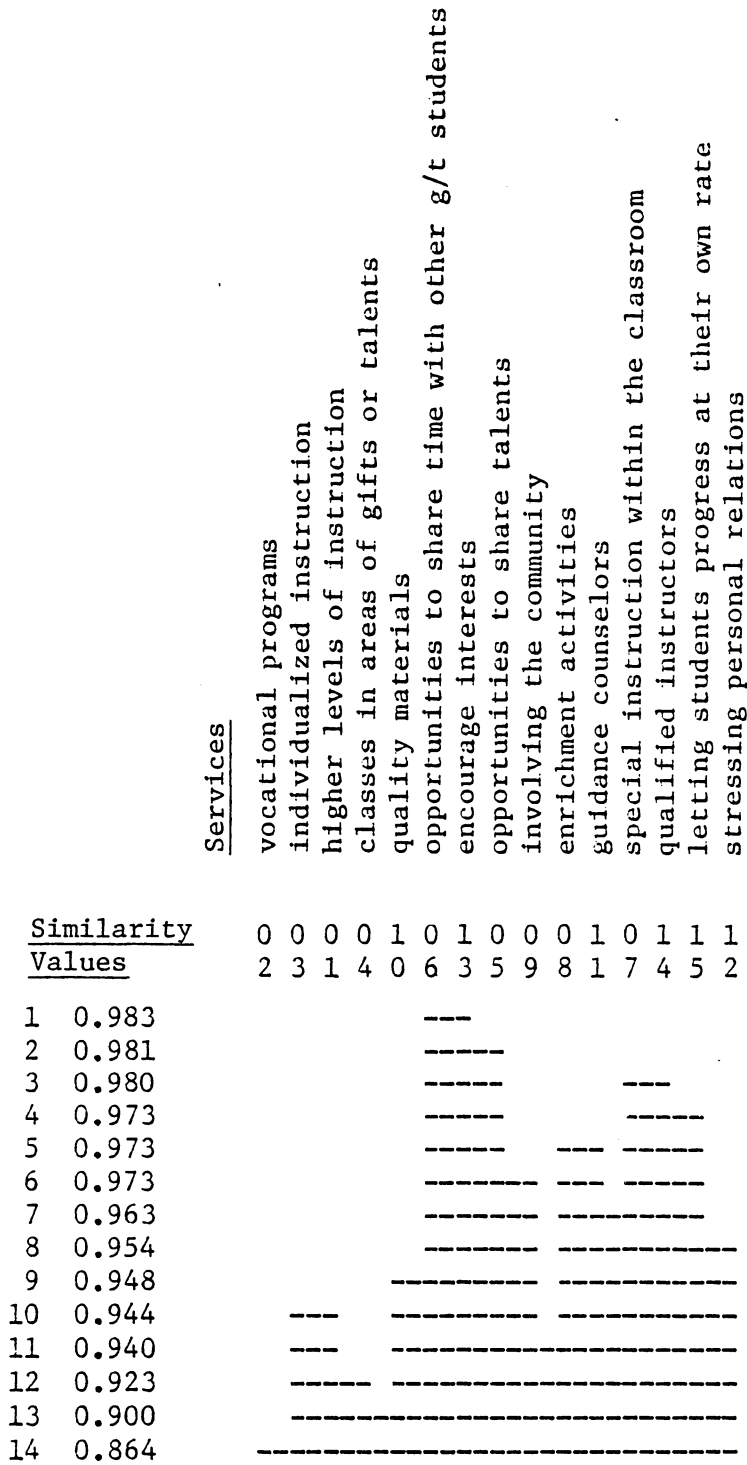 Services
vocational programs
individualized instruction
higher levels of instruction
classes in areas of gifts or talents
quality materials
opportunities to share time with other g/t students
encourage interests
opportunities to share talents
involving the community
enrichment activities
guidance counselors
special instruction within the classroom
qualified instructors
letting students progress at their own rate
stressing personal relations
Similarity 0 0 0 0 1 0 1 0 0 0 1 0 1 1 1
Values 2 3 1 4 0 6 3 5 9 8 1 7 4 5 2
1 0.983 ---
2 0.981 -----
3 0.980 ----- ---
4 0.973 ----- -----
5 0.973 ----- --- -----
6 0.973 ------- --- -----
7 0.963 ------- ---------
8 0.954 ------- -----------
9 0.948 --------- -----------
10 0.944 --- --------- -----------
11 0.940 --- ---------------------
12 0.923 ----- ---------------------
13 0.900 ---------------------------
14 0.864 -----------------------------